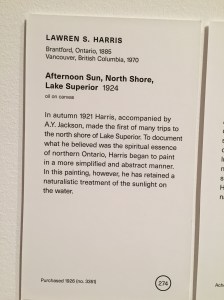 LAWREN S. HARRIS
Brantford, Ontario, 1885
Vancouver, British Columbia, 1970
Afternoon Sun, North Shore,
Lake Superior 1924
oil on canvas
In autumn 1921 Harris, accompanied by
A.Y. Jackson, made the first of many trips to
the north shore of Lake Superior. To document
what he believed was the spiritual essence
of northern Ontario, Harris began to paint
in a more simplified and abstract manner.
In this painting, however, he has retained a
naturalistic treatment of the sunlight on
the water.
Purchased 1926 (no.
274